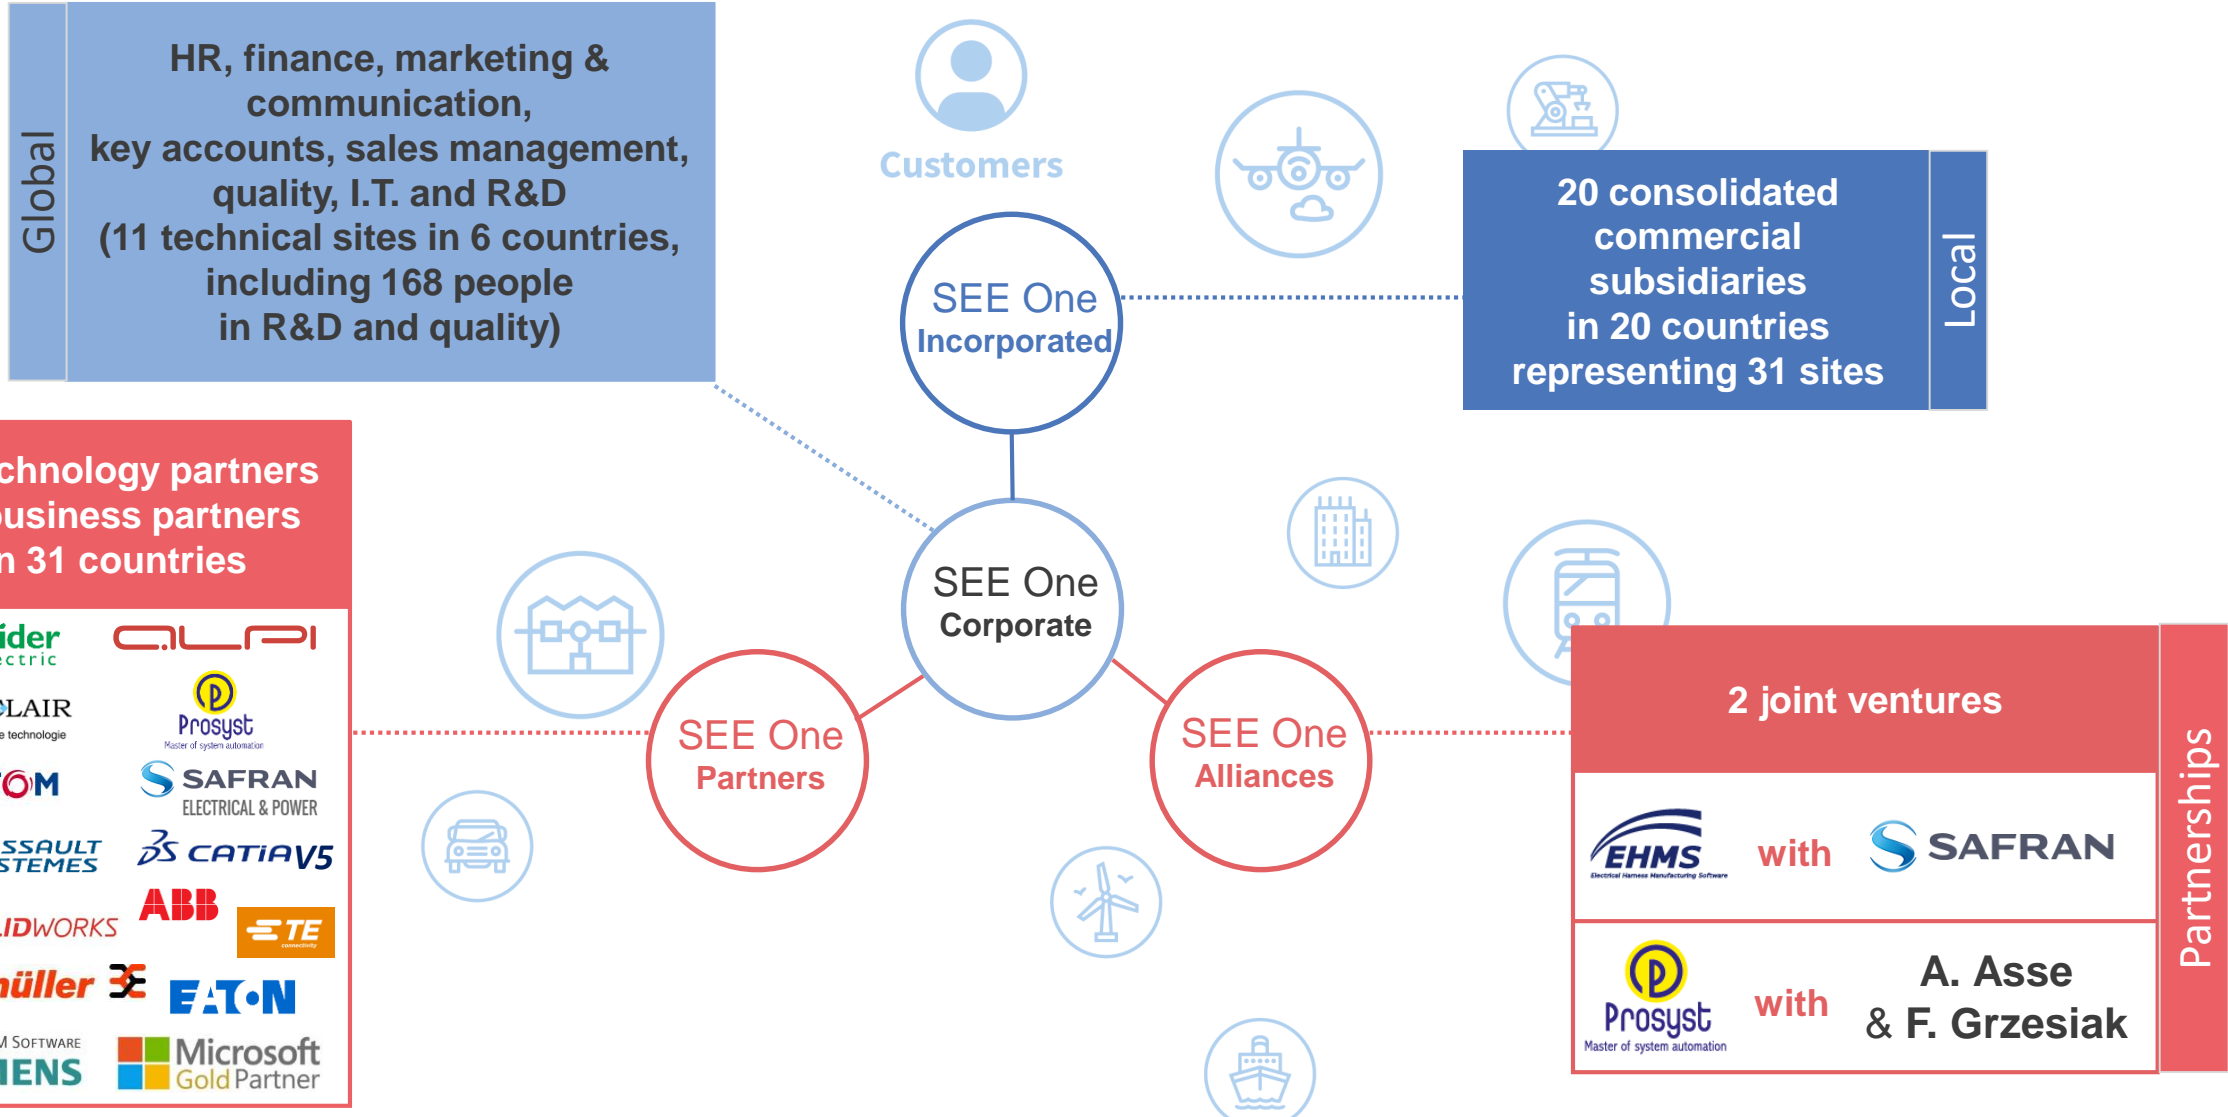 Global
HR, finance, marketing &
communication,
key accounts, sales management,
quality, I.T. and R&D
(11 technical sites in 6 countries,
including 168 people
in R&D and quality)
Customers
SEE One
Incorporated
20 consolidated
commercial
subsidiaries
in 20 countries
representing 31 sites
Local
chnology partners
business partners
n 31 countries
ider
ectric
ALPI
LAIR
e technologie
Prosyst
Master of system automation
TOM
SAFRAN
ELECTRICAL & POWER
SSAULT
STEMES
3DS CATIA V5
LIDWORKS
ABB
TE
connectivity
müller
EATON
M SOFTWARE
MENS
Microsoft
Gold Partner
SEE One
Corporate
SEE One
Partners
SEE One
Alliances
2 joint ventures
EHMS
Electrical Harness Manufacturing Software
with
SAFRAN
Prosyst
Master of system automation
with
A. Asse
& F. Grzesiak
Partnerships